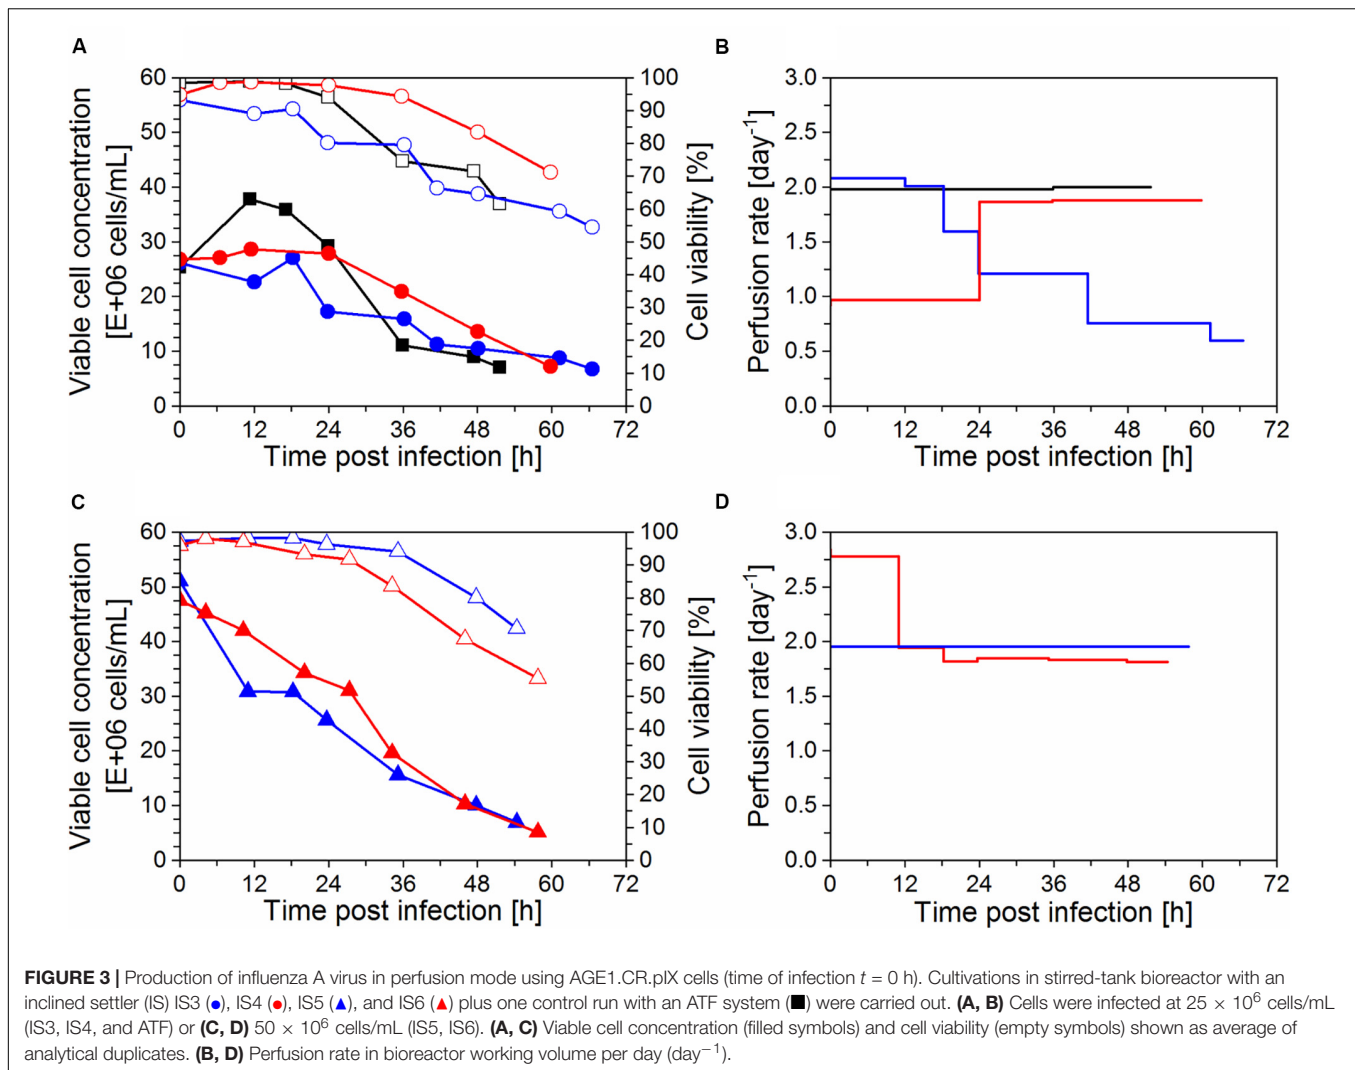 A
B
60
50
40
30
20
10
0
Viable cell concentration
[E+06 cells/mL]
100
90
80
70
60
50
40
30
20
10
0
Cell viability [%]
0 12 24 36 48 60 72
Time post infection [h]
3.0
2.5
2.0
1.5
1.0
0.5
0.0
Perfusion rate [day-1]
0 12 24 36 48 60 72
Time post infection [h]
C
D
60
50
40
30
20
10
0
Viable cell concentration
[E+06 cells/mL]
100
90
80
70
60
50
40
30
20
10
0
Cell viability [%]
0 12 24 36 48 60 72
Time post infection [h]
3.0
2.5
2.0
1.5
1.0
0.5
0.0
Perfusion rate [day-1]
0 12 24 36 48 60 72
Time post infection [h]
FIGURE 3 | Production of influenza A virus in perfusion mode using AGE1.CR.pIX cells (time of infection t = 0 h). Cultivations in stirred-tank bioreactor with an
inclined settler (IS) IS3 (●), IS4 (●), IS5 (▲), and IS6 (▲) plus one control run with an ATF system (■) were carried out. (A, B) Cells were infected at 25 × 10⁶ cells/mL
(IS3, IS4, and ATF) or (C, D) 50 × 10⁶ cells/mL (IS5, IS6). (A, C) Viable cell concentration (filled symbols) and cell viability (empty symbols) shown as average of
analytical duplicates. (B, D) Perfusion rate in bioreactor working volume per day (day⁻¹).